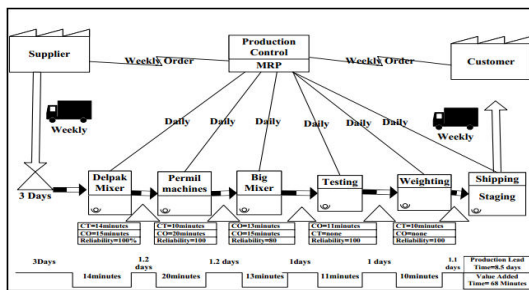 Supplier
Weekly Order
Production
Control
MRP
Weekly Order
Customer
Weekly
Daily
Daily
Daily
Daily
Daily
Daily
Weekly
3 Days
Delpak
Mixer
Permil
machines
Big
Mixer
Testing
Weighting
Shipping
Staging
CT=14minutes
CO=15minutes
Reliability=100%
CT=10minutes
CO=20minutes
Reliability=100
CO=13minutes
CO=15minutes
Reliability=80
CO=11minutes
CT=none
Reliability=100
CT=10minutes
CO=none
Reliability=100
3Days
1.2
days
1.2 days
1days
1 days
1.1
days
14minutes
20minutes
13minutes
11minutes
10minutes
Production Lead
Time=8.5 days
Value Added
Time= 68 Minutes